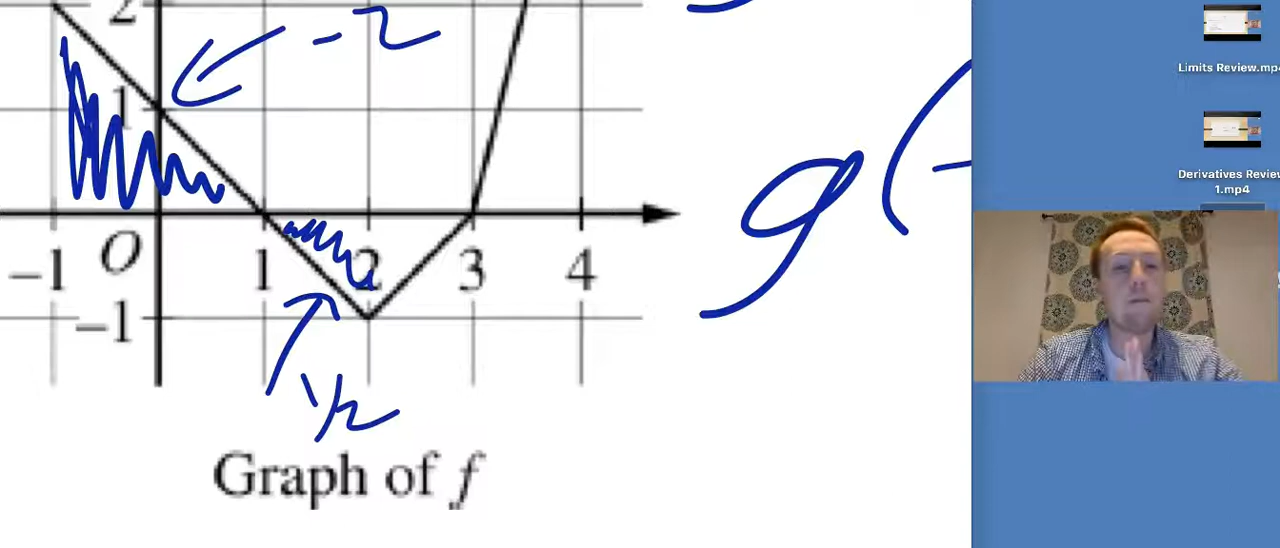 2
-2
1
g(-
O
-1
1
2
3
4
-1
1/2
Graph of f
Limits Review.mp4
Derivatives Review
1.mp4